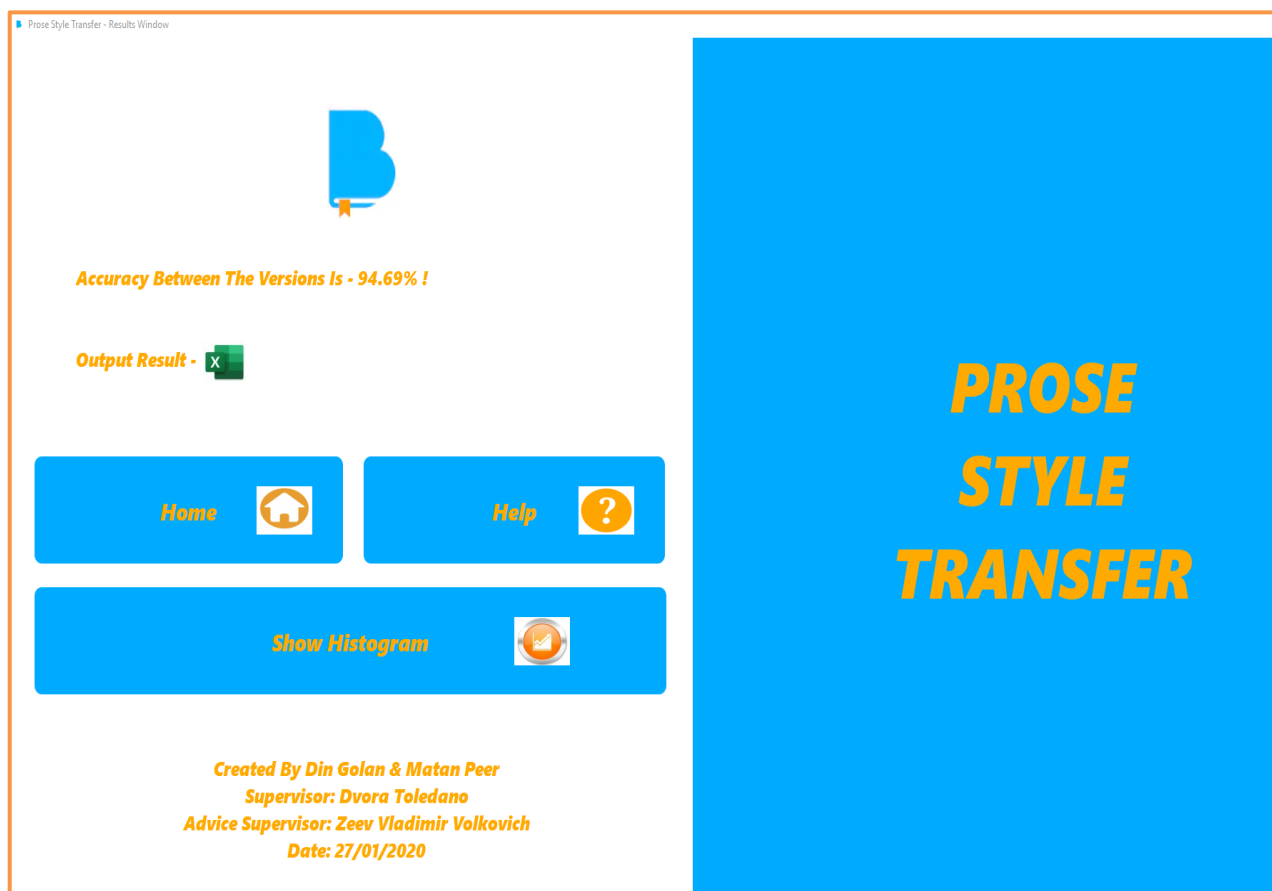 Prose Style Transfer - Results Window
Accuracy Between The Versions Is - 94.69% !
Output Result -
X
Home
Help
?
Show Histogram
Created By Din Golan & Matan Peer
Supervisor: Dvora Toledano
Advice Supervisor: Zeev Vladimir Volkovich
Date: 27/01/2020
PROSE
STYLE
TRANSFER